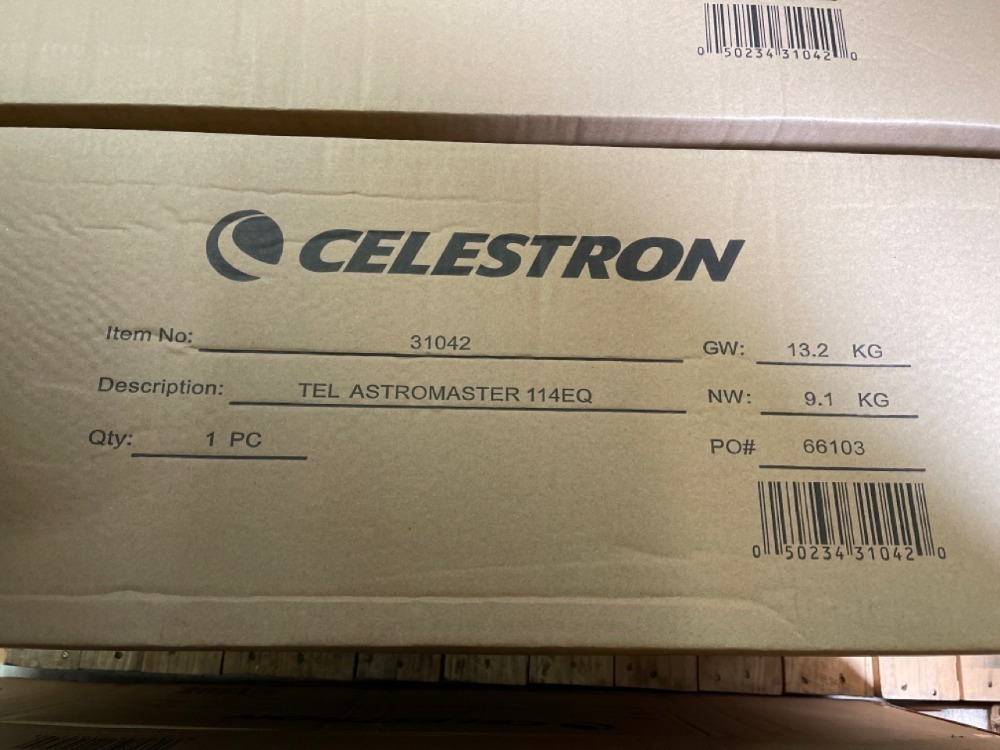 0 50234 31042 0
CELESTRON
Item No: 31042 GW: 13.2 KG
Description: TEL ASTROMASTER 114EQ NW: 9.1 KG
Qty: 1 PC PO# 66103
0 50234 31042 0